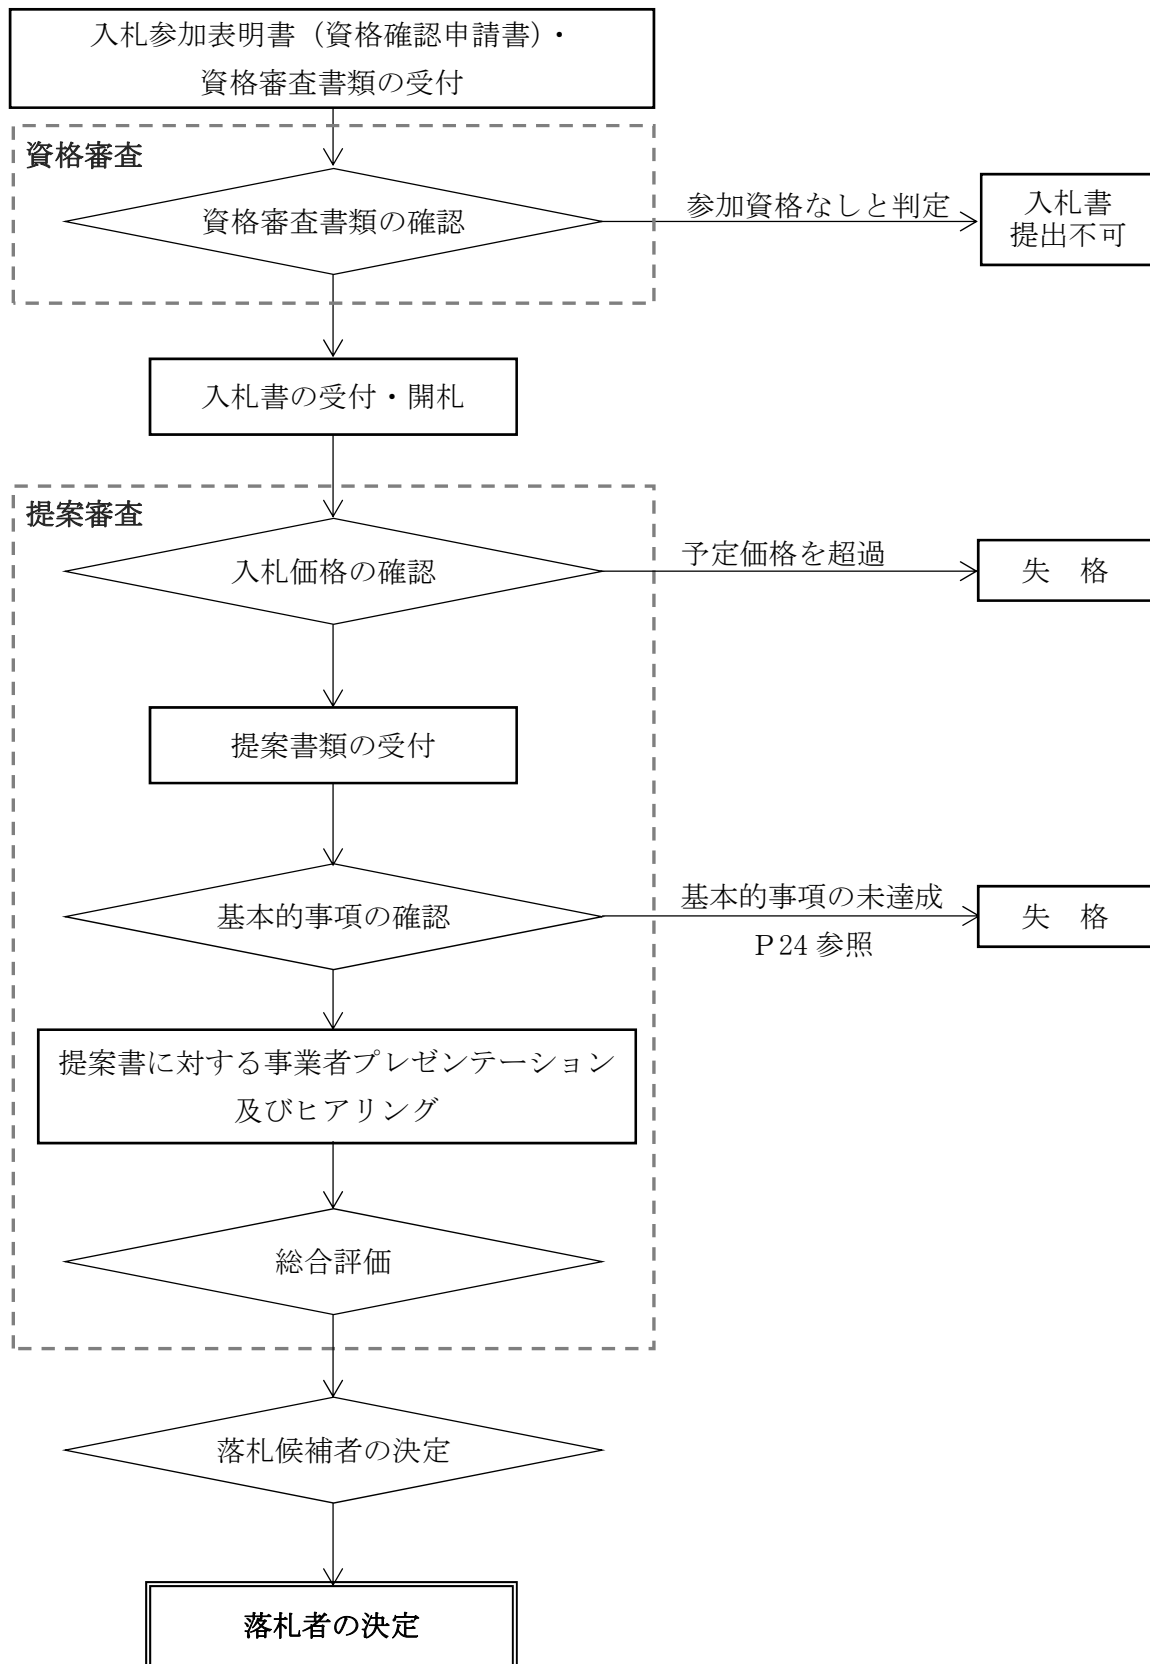 入札参加表明書（資格確認申請書）・
資格審査書類の受付
資格審査
資格審査書類の確認
参加資格なしと判定
入札書
提出不可
入札書の受付・開札
提案審査
入札価格の確認
予定価格を超過
失　格
提案書類の受付
基本的事項の確認
基本的事項の未達成
P24 参照
失　格
提案書に対する事業者プレゼンテーション
及びヒアリング
総合評価
落札候補者の決定
落札者の決定